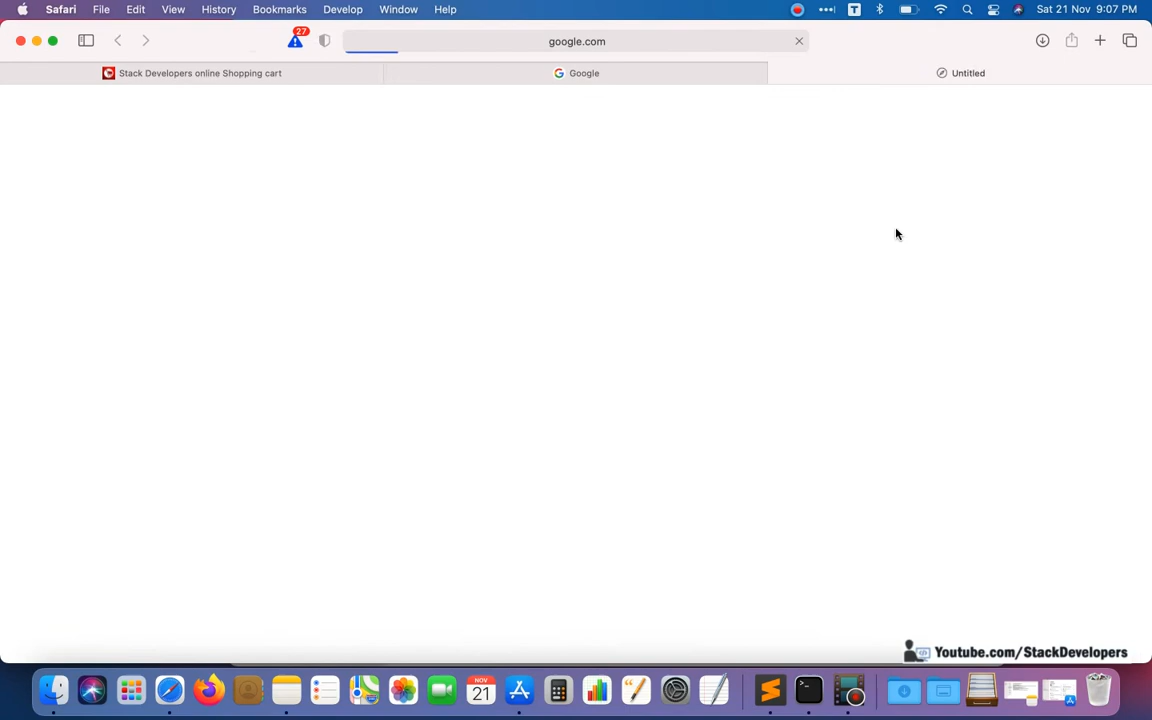 Safari File Edit View History Bookmarks Develop Window Help T Sat 21 Nov 9:07 PM
27
google.com
Stack Developers online Shopping cart Google Untitled
Youtube.com/StackDevelopers
NOV
21